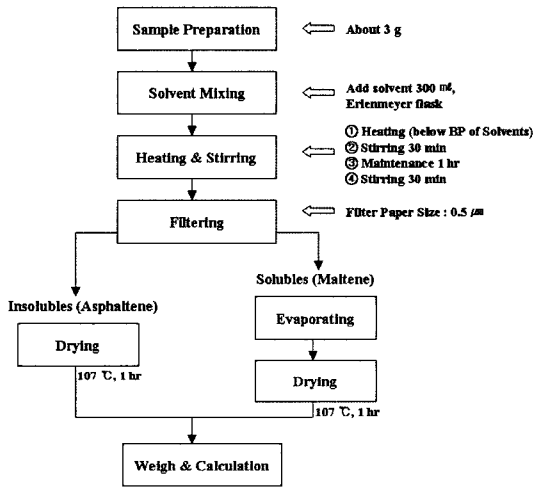 Sample Preparation
About 3 g
Solvent Mixing
Add solvent 300 ㎖,
Erlenmeyer flask
Heating & Stirring
① Heating (below BP of Solvents)
② Stirring 30 min
③ Maintenance 1 hr
④ Stirring 30 min
Filtering
Filter Paper Size : 0.5 ㎛
Insolubles (Asphaltene)
Solubles (Maltene)
Drying
107 ℃, 1 hr
Evaporating
Drying
107 ℃, 1 hr
Weigh & Calculation